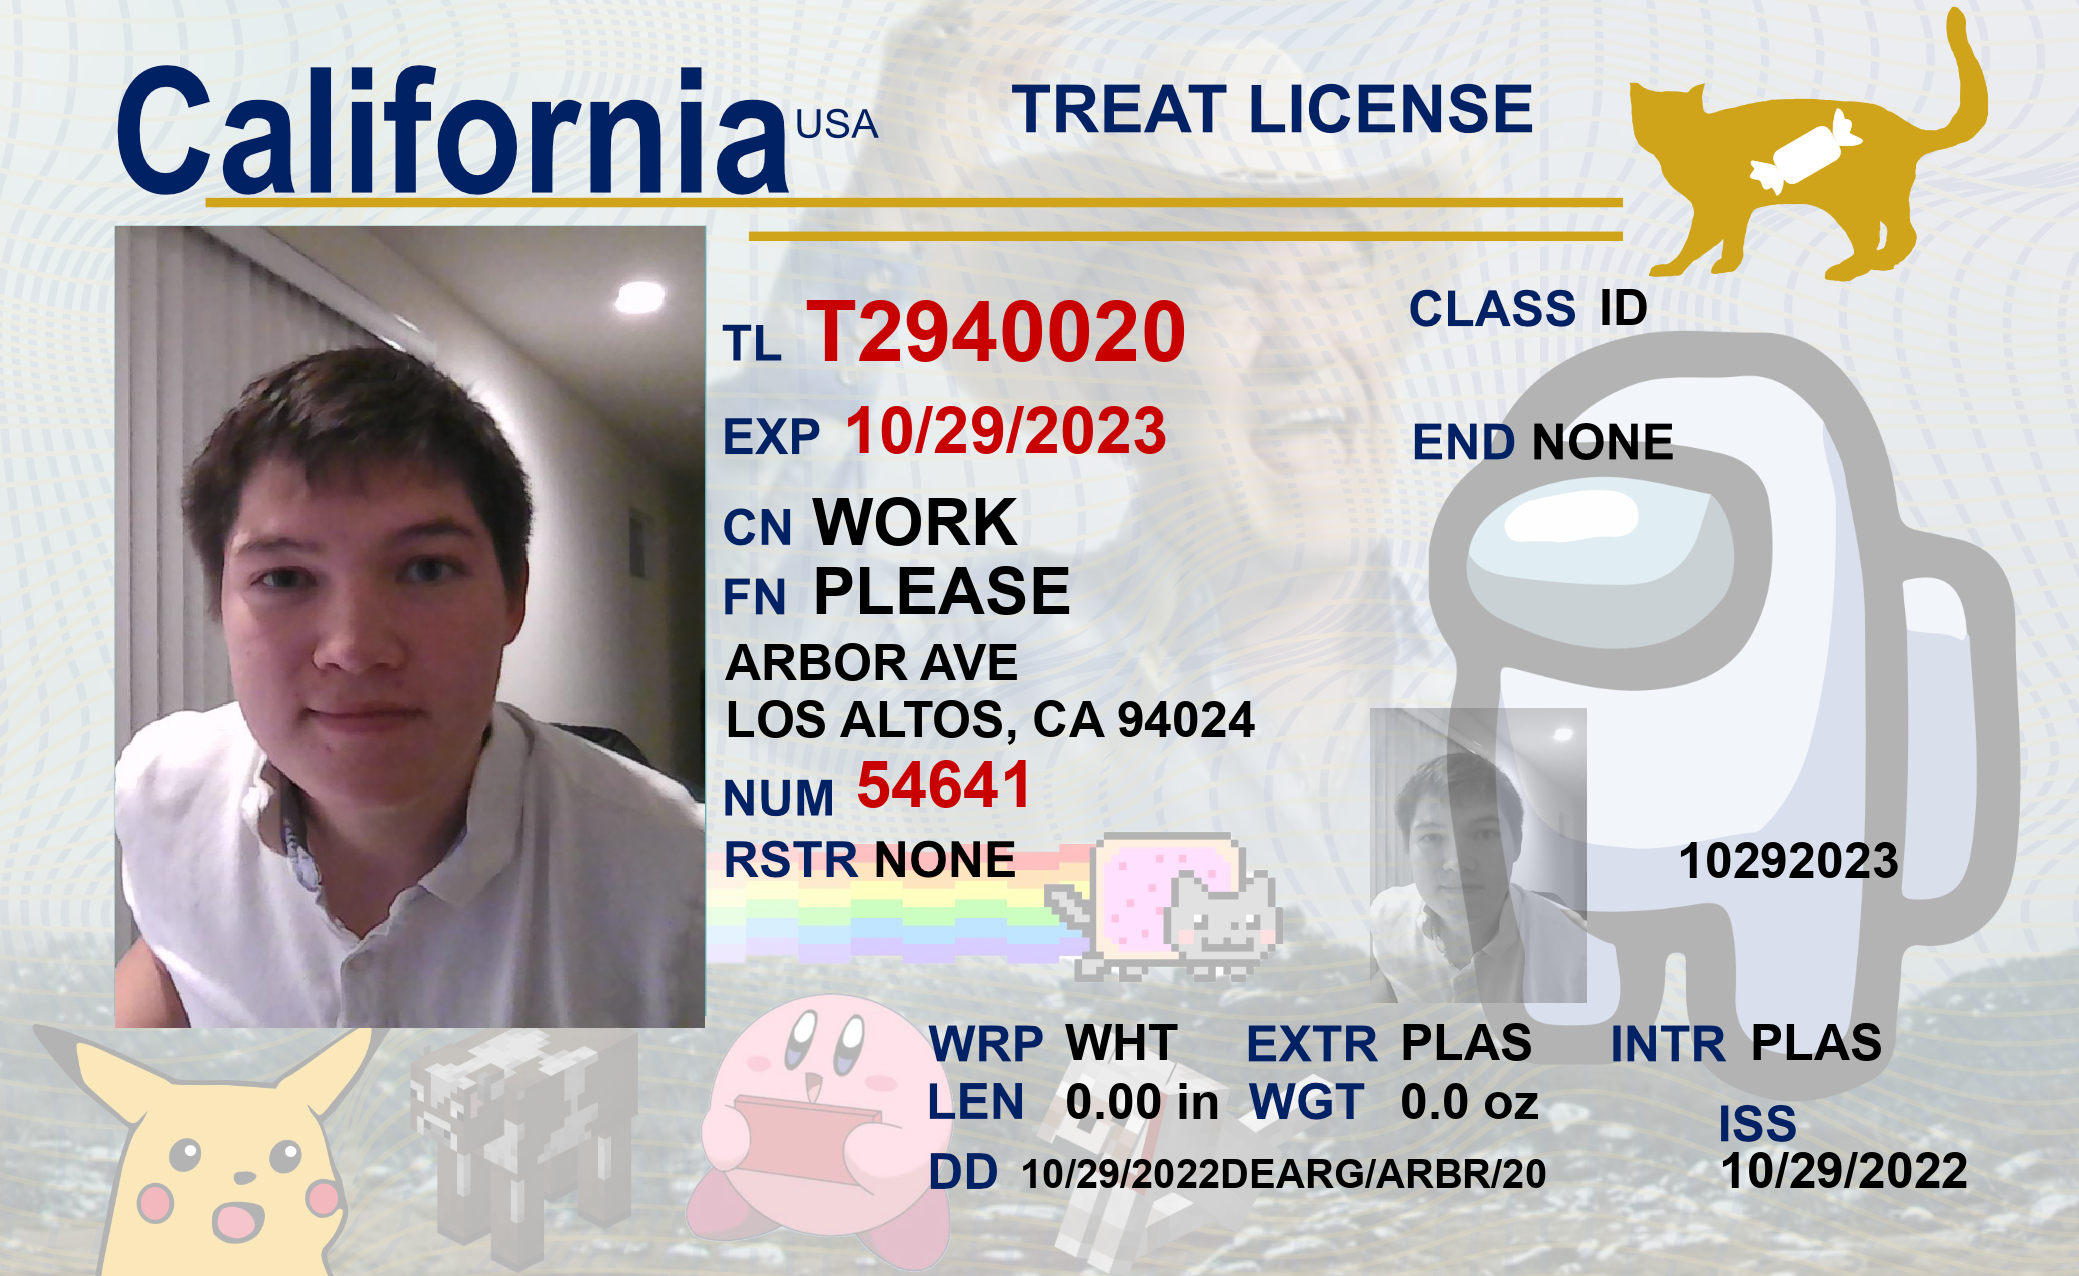 California USA
TREAT LICENSE
TL T2940020
CLASS ID
EXP 10/29/2023
END NONE
CN WORK
FN PLEASE
ARBOR AVE
LOS ALTOS, CA 94024
NUM 54641
RSTR NONE
10292023
WRP WHT EXTR PLAS INTR PLAS
LEN 0.00 in WGT 0.0 oz
ISS
DD 10/29/2022DEARG/ARBR/20
10/29/2022